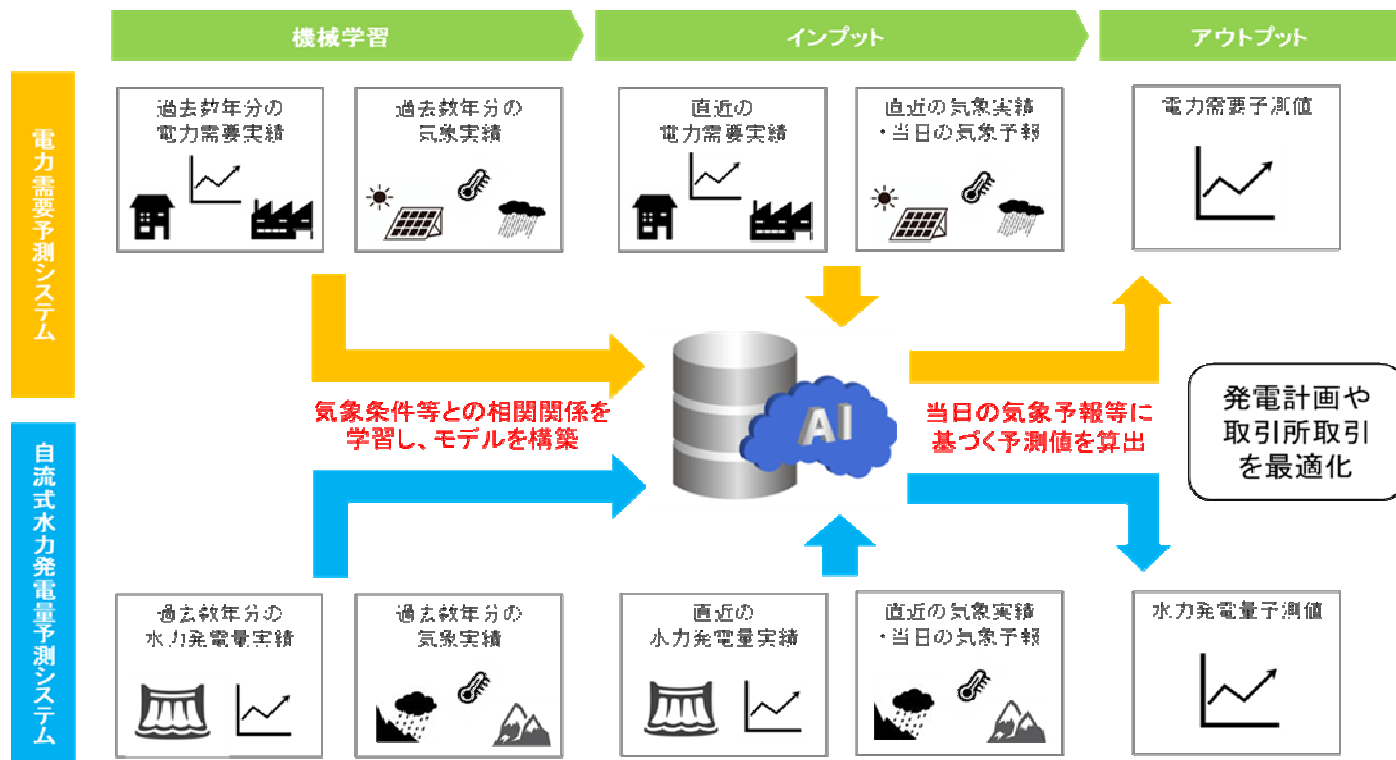 機械学習
インプット
アウトプット
電力需要予測システム
過去数年分の
電力需要実績
過去数年分の
気象実績
直近の
電力需要実績
直近の気象実績
・当日の気象予報
電力需要予測値
気象条件等との相関関係を
学習し、モデルを構築
AI
当日の気象予報等に
基づく予測値を算出
発電計画や
取引所取引
を最適化
自流式水力発電量予測システム
過去数年分の
水力発電量実績
過去数年分の
気象実績
直近の
水力発電量実績
直近の気象実績
・当日の気象予報
水力発電量予測値